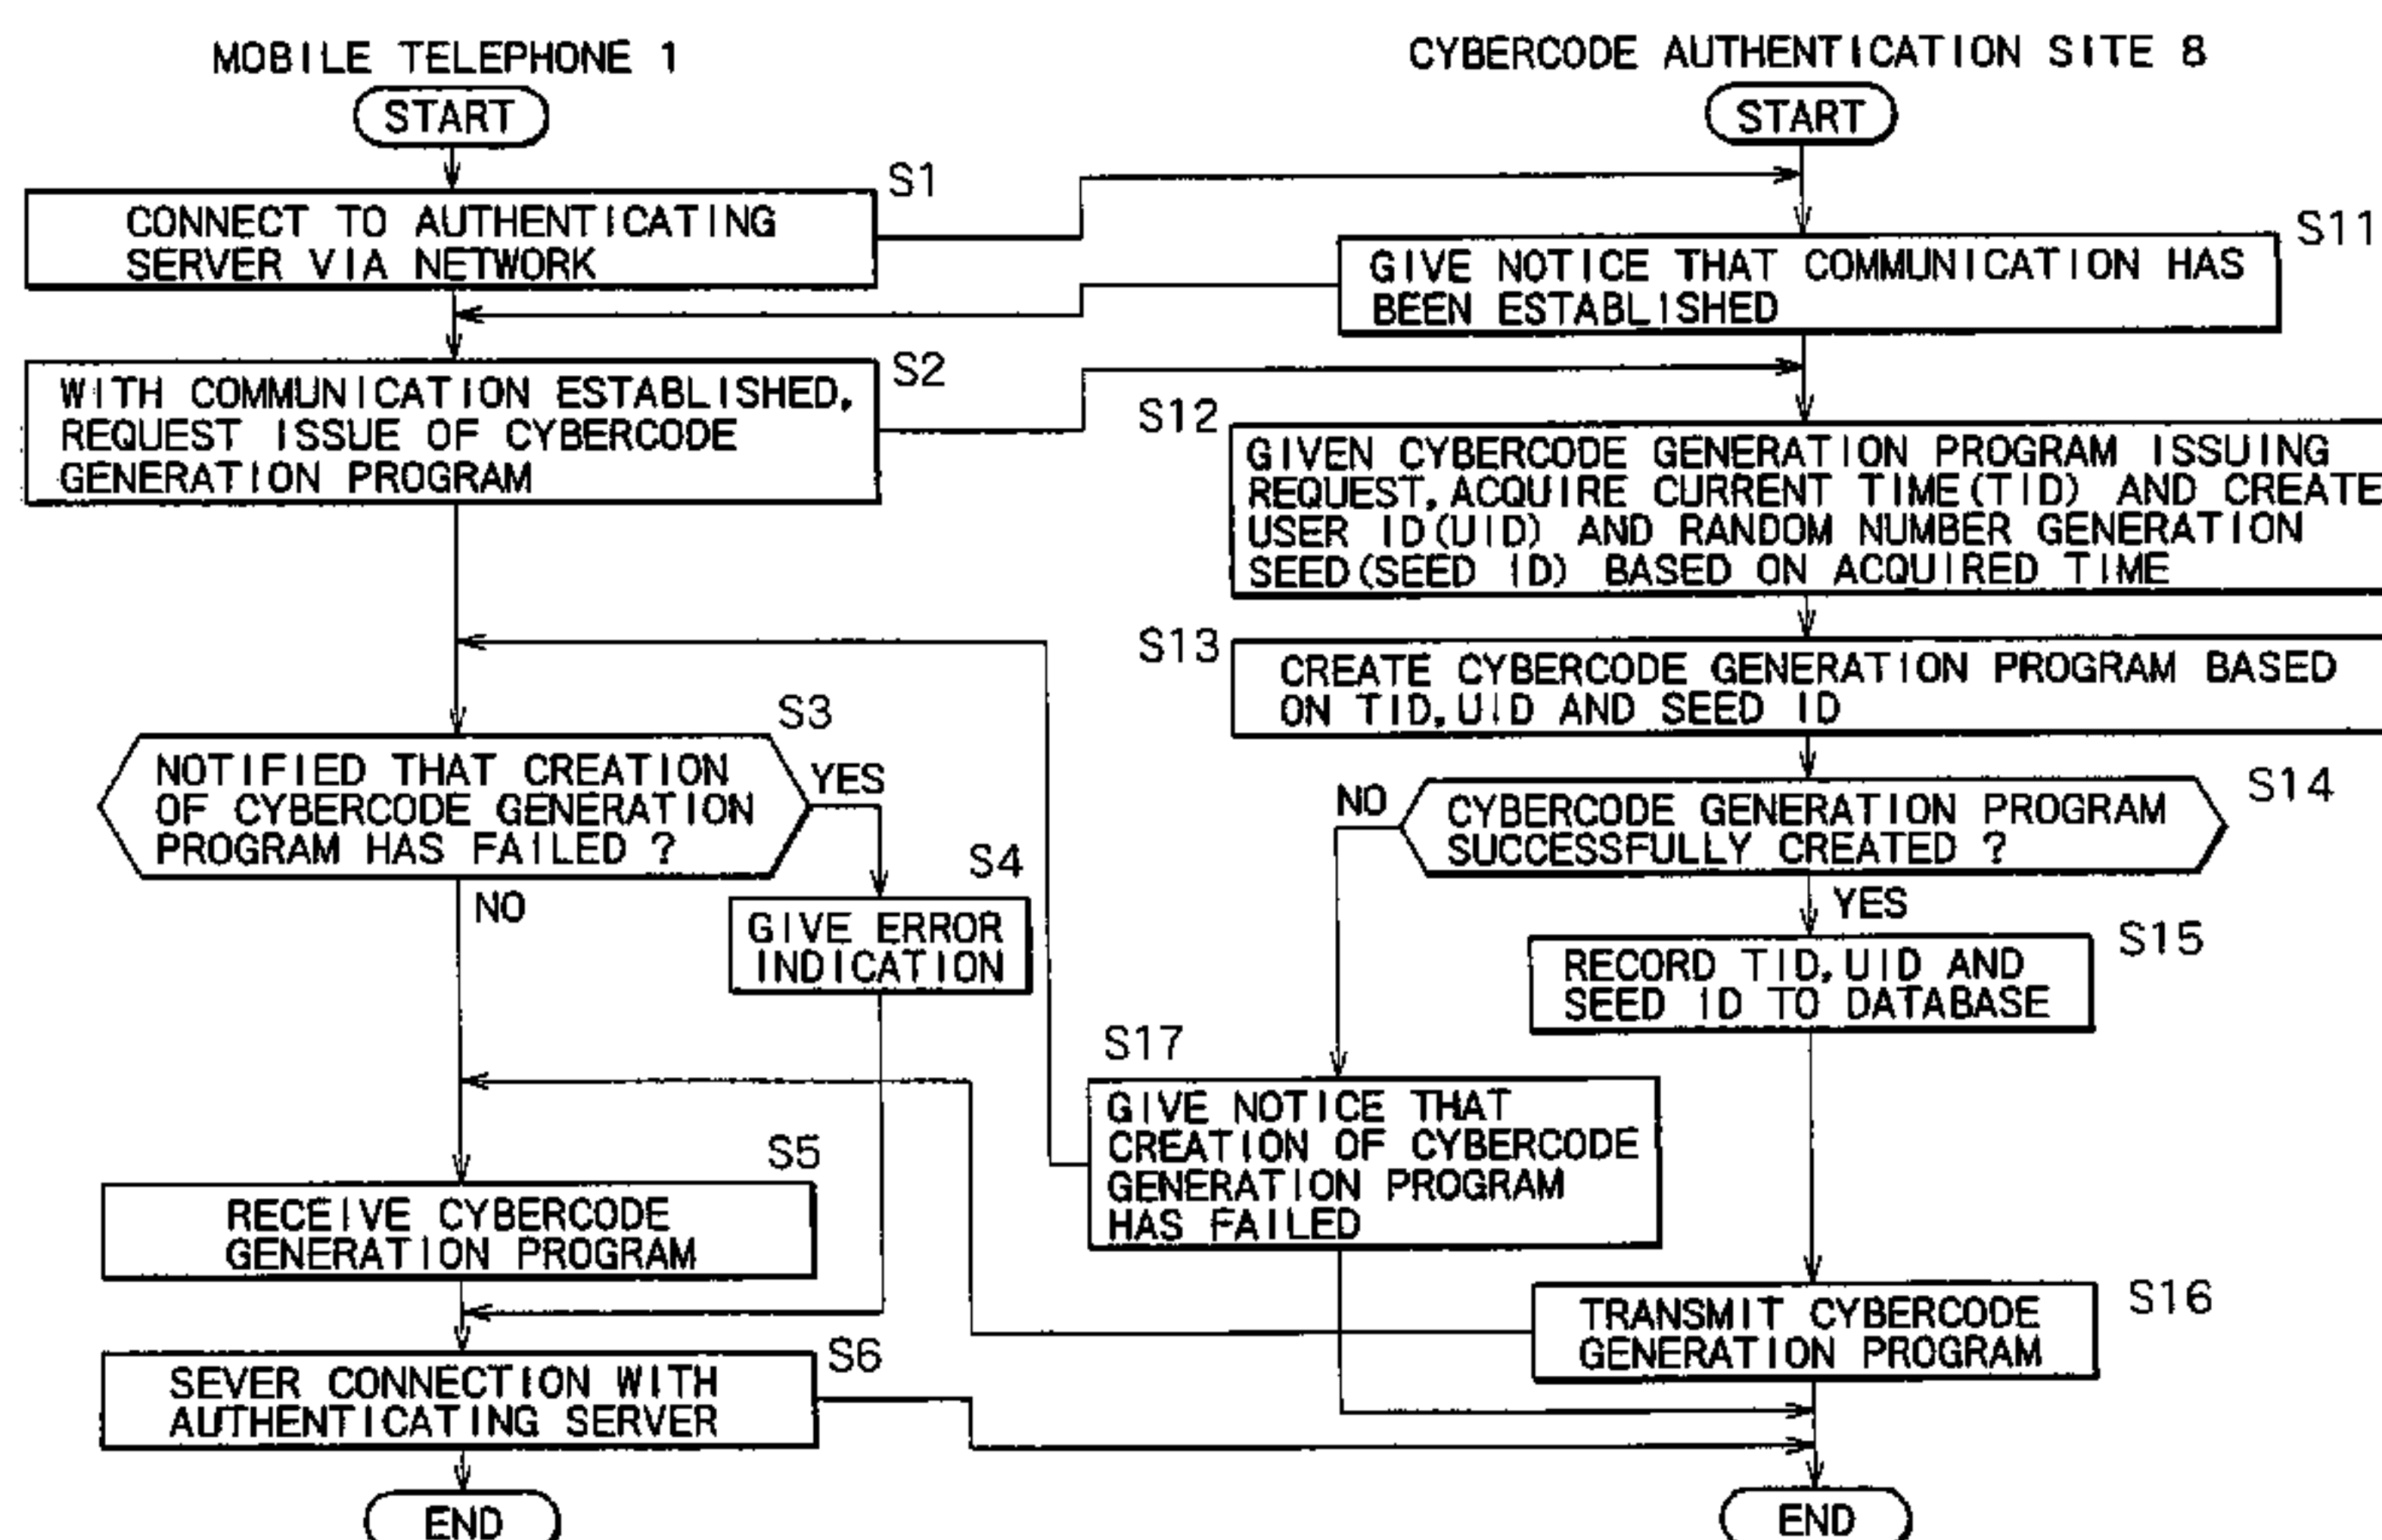 MOBILE TELEPHONE 1
START
S1
CONNECT TO AUTHENTICATING
SERVER VIA NETWORK
S2
WITH COMMUNICATION ESTABLISHED,
REQUEST ISSUE OF CYBERCODE
GENERATION PROGRAM
S3
NOTIFIED THAT CREATION
OF CYBERCODE GENERATION
PROGRAM HAS FAILED ?
YES
NO
S4
GIVE ERROR
INDICATION
S5
RECEIVE CYBERCODE
GENERATION PROGRAM
S6
SEVER CONNECTION WITH
AUTHENTICATING SERVER
END
CYBERCODE AUTHENTICATION SITE 8
START
S11
GIVE NOTICE THAT COMMUNICATION HAS
BEEN ESTABLISHED
S12
GIVEN CYBERCODE GENERATION PROGRAM ISSUING
REQUEST, ACQUIRE CURRENT TIME(TID) AND CREATE
USER ID(UID) AND RANDOM NUMBER GENERATION
SEED(SEED ID) BASED ON ACQUIRED TIME
S13
CREATE CYBERCODE GENERATION PROGRAM BASED
ON TID, UID AND SEED ID
S14
CYBERCODE GENERATION PROGRAM
SUCCESSFULLY CREATED ?
NO
YES
S15
RECORD TID, UID AND
SEED ID TO DATABASE
S17
GIVE NOTICE THAT
CREATION OF CYBERCODE
GENERATION PROGRAM
HAS FAILED
S16
TRANSMIT CYBERCODE
GENERATION PROGRAM
END